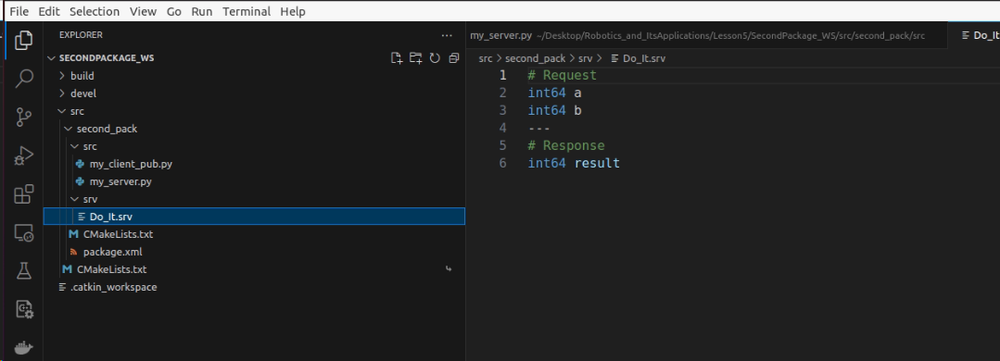 File Edit Selection View Go Run Terminal Help
EXPLORER
SECONDPACKAGE_WS
build
devel
src
second_pack
src
my_client_pub.py
my_server.py
srv
Do_It.srv
CMakeLists.txt
package.xml
CMakeLists.txt
.catkin_workspace
my_server.py ~/Desktop/Robotics_and_ItsApplications/Lesson5/SecondPackage_WS/src/second_pack/src
Do_It
src > second_pack > srv > Do_It.srv
1 # Request
2 int64 a
3 int64 b
4 ---
5 # Response
6 int64 result